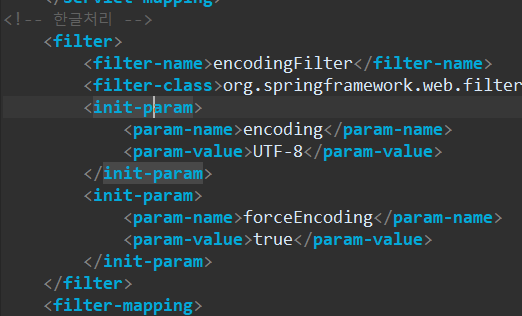 </servlet-mapping>
<!-- 한글처리 -->
<filter>
<filter-name>encodingFilter</filter-name>
<filter-class>org.springframework.web.filter
<init-param>
<param-name>encoding</param-name>
<param-value>UTF-8</param-value>
</init-param>
<init-param>
<param-name>forceEncoding</param-name>
<param-value>true</param-value>
</init-param>
</filter>
<filter-mapping>